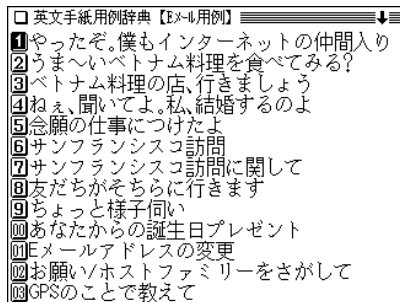 英文手紙用例辞典【Eメール用例】
1やったぞ。僕もインターネットの仲間入り
2うま〜いベトナム料理を食べてみる?
3ベトナム料理の店、行きましょう
4ねぇ、聞いてよ。私、結婚するのよ
5念願の仕事につけたよ
6サンフランシスコ訪問
7サンフランシスコ訪問に関して
8友だちがそちらに行きます
9ちょっと様子伺い
00あなたからの誕生日プレゼント
01Eメールアドレスの変更
02お願い/ホストファミリーをさがして
03GPSのことで教えて